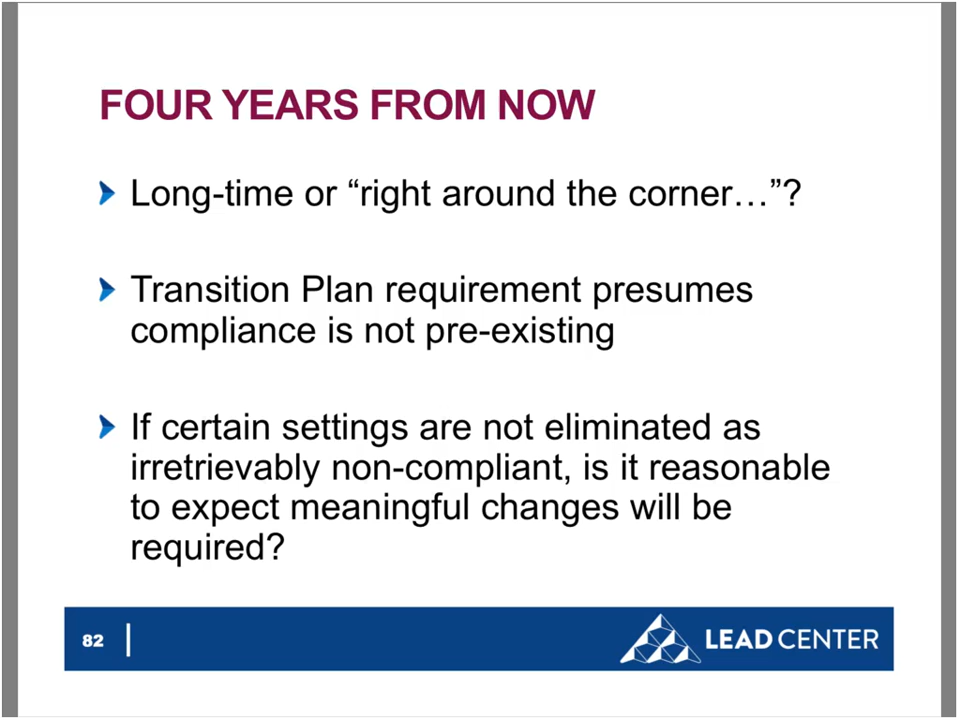 FOUR YEARS FROM NOW
Long-time or “right around the corner…”?
Transition Plan requirement presumes
compliance is not pre-existing
If certain settings are not eliminated as
irretrievably non-compliant, is it reasonable
to expect meaningful changes will be
required?
82
LEAD CENTER